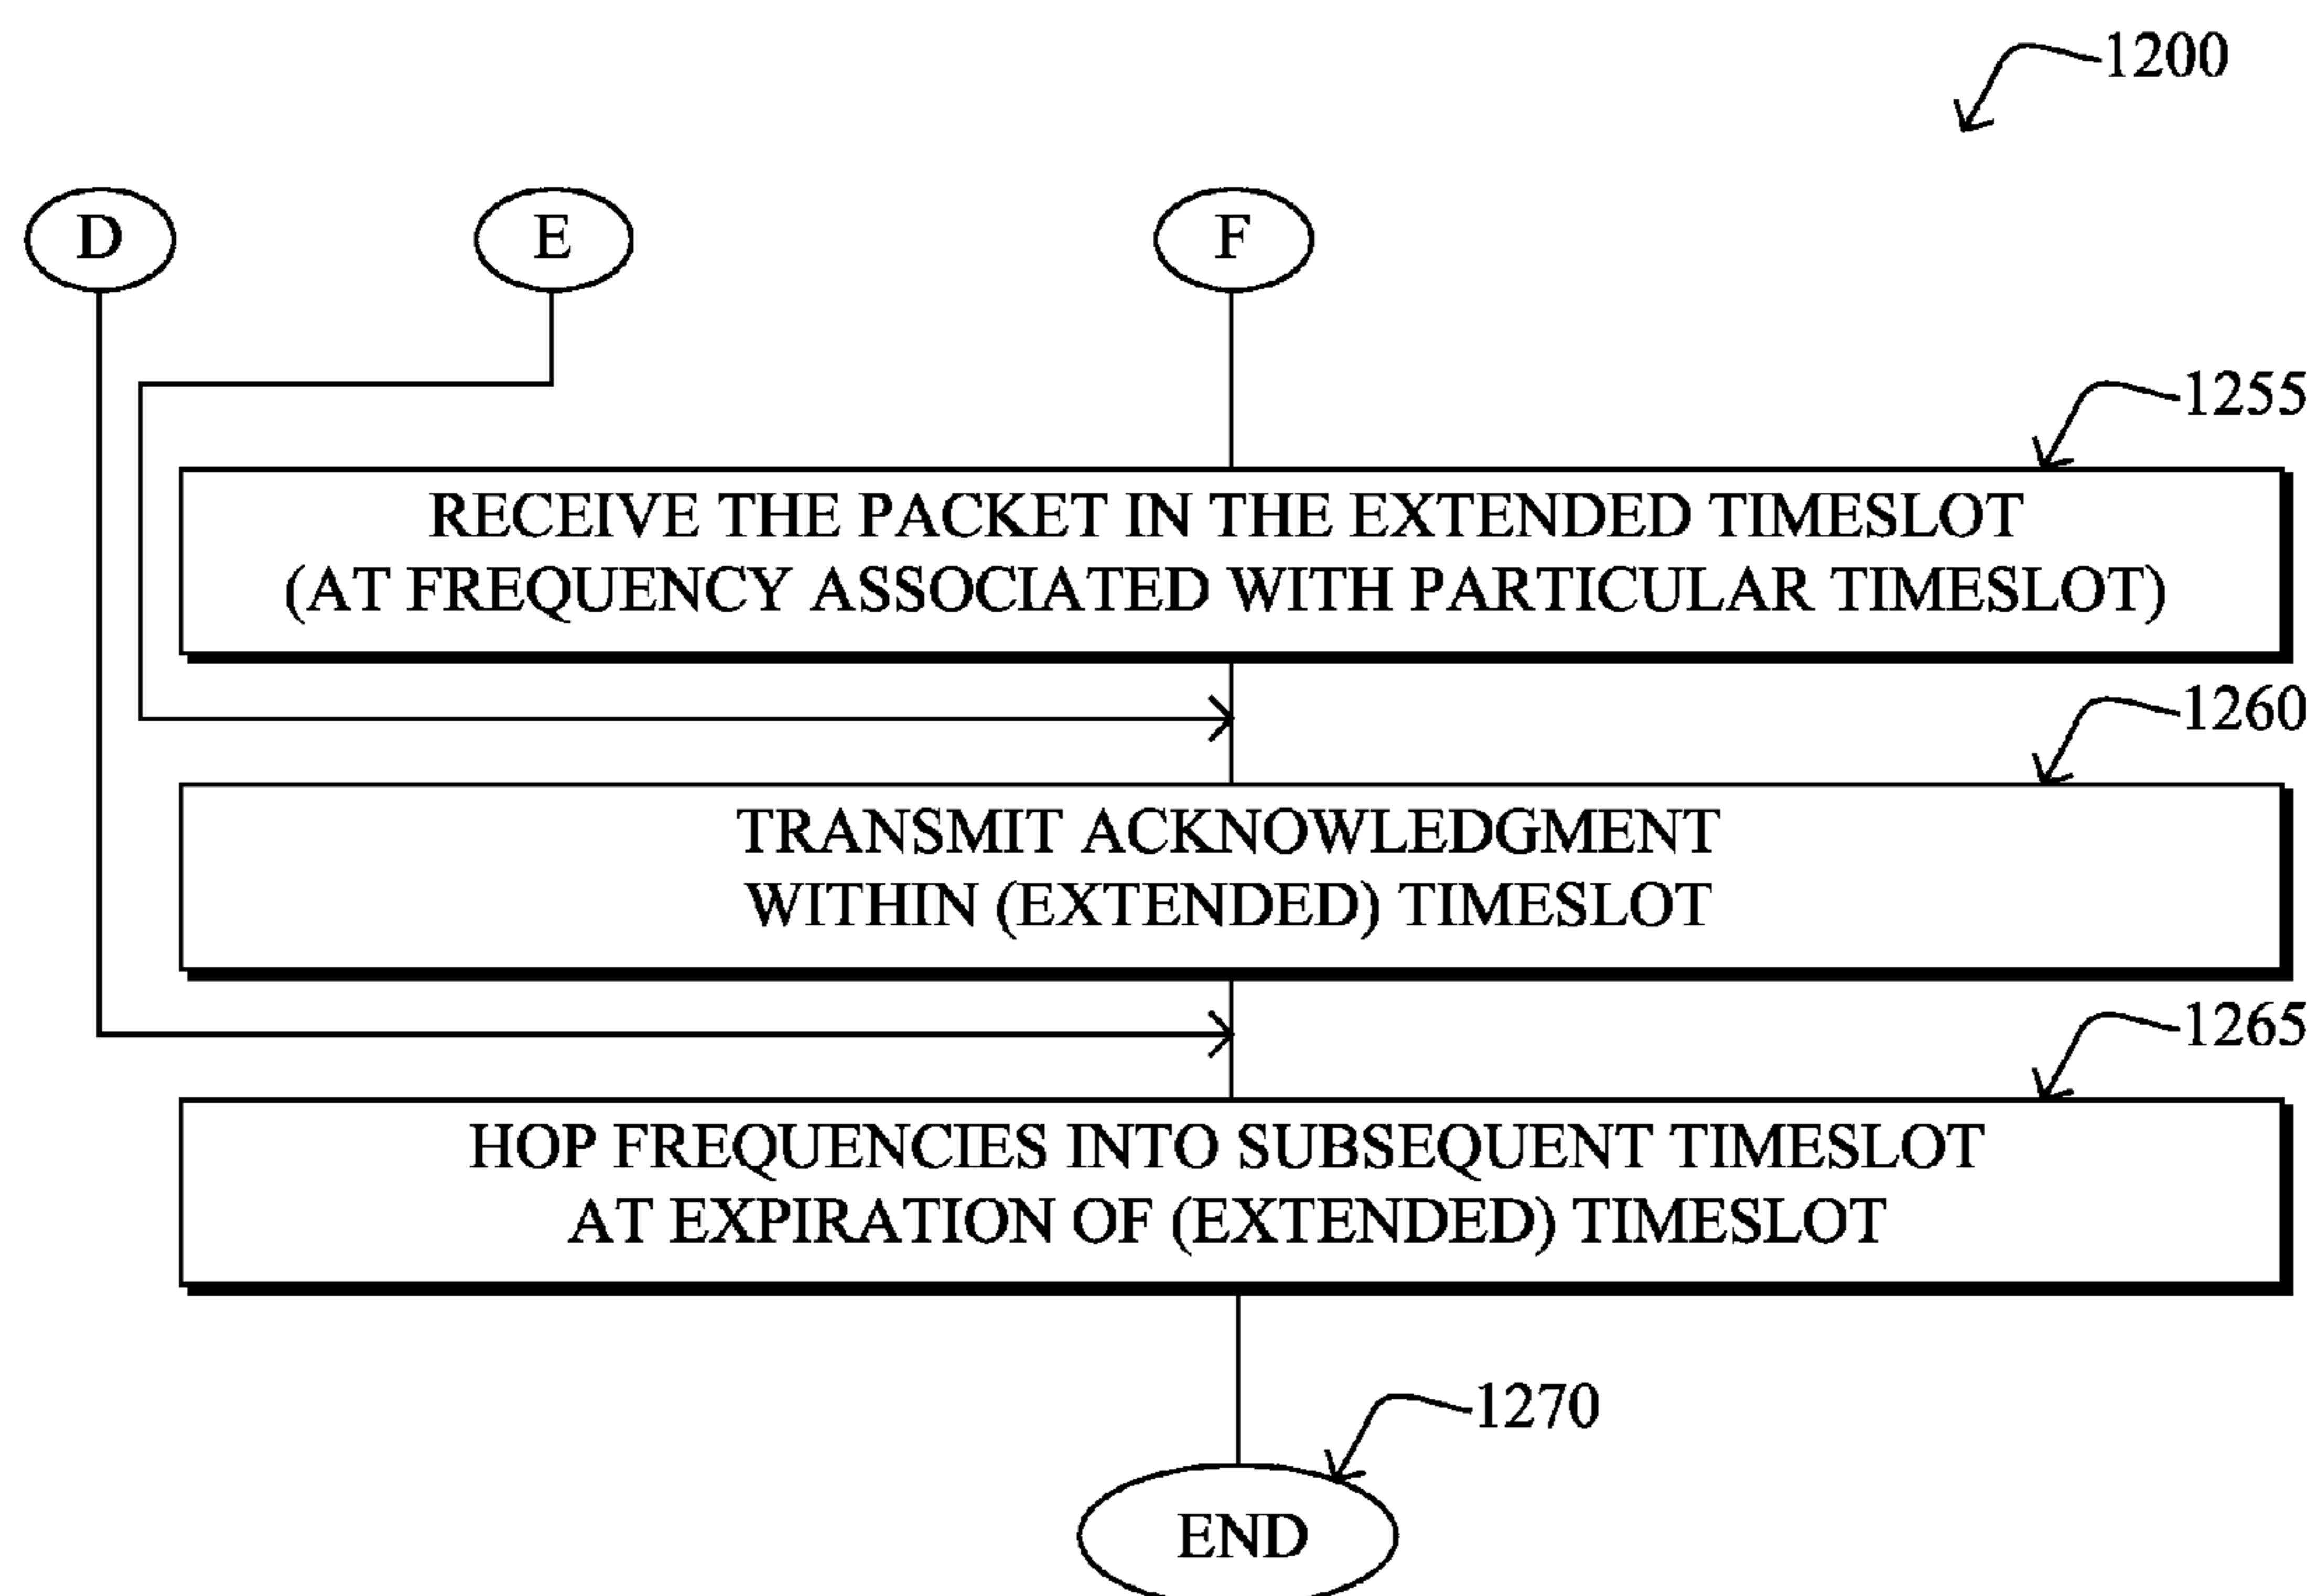 1200
D
E
F
1255
RECEIVE THE PACKET IN THE EXTENDED TIMESLOT
(AT FREQUENCY ASSOCIATED WITH PARTICULAR TIMESLOT)
1260
TRANSMIT ACKNOWLEDGMENT
WITHIN (EXTENDED) TIMESLOT
1265
HOP FREQUENCIES INTO SUBSEQUENT TIMESLOT
AT EXPIRATION OF (EXTENDED) TIMESLOT
1270
END